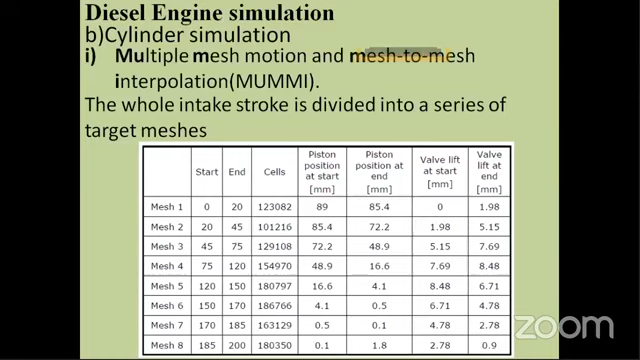 Diesel Engine simulation
b)Cylinder simulation
i) Multiple mesh motion and mesh-to-mesh
interpolation(MUMMI).
The whole intake stroke is divided into a series of
target meshes
Start End Cells Piston position at start [mm] Piston position at end [mm] Valve lift at start [mm] Valve lift at end [mm]
Mesh 1 0 20 123082 89 85.4 0 1.98
Mesh 2 20 45 101216 85.4 72.2 1.98 5.15
Mesh 3 45 75 129108 72.2 48.9 5.15 7.69
Mesh 4 75 120 154970 48.9 16.6 7.69 8.48
Mesh 5 120 150 180797 16.6 4.1 8.48 6.71
Mesh 6 150 170 186766 4.1 0.5 6.71 4.78
Mesh 7 170 185 163129 0.5 0.1 4.78 2.78
Mesh 8 185 200 180350 0.1 1.8 2.78 0.9
zoom